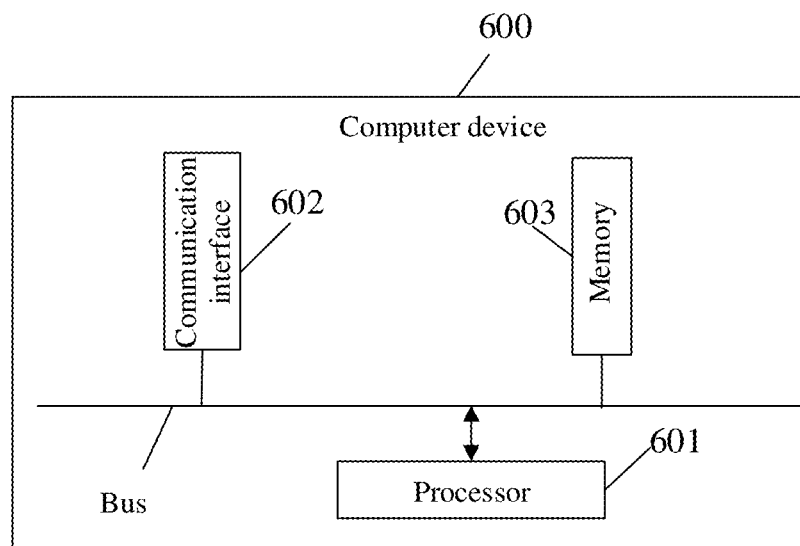 600
Computer device
Communication
interface
602
603
Memory
601
Processor
Bus